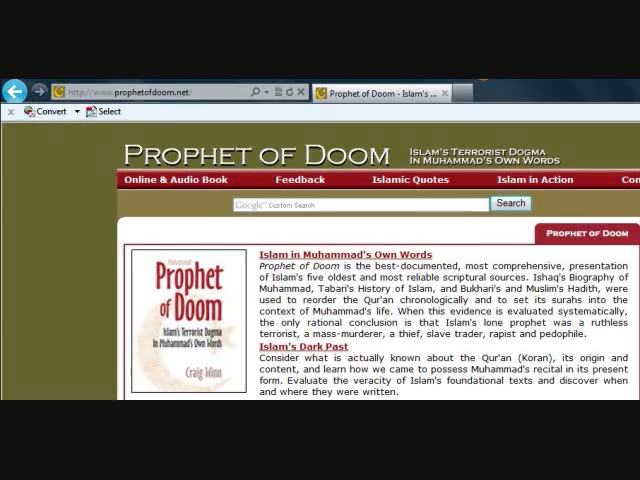 http://www.prophetofdoom.net/
Prophet of Doom - Islam's ...
x Convert Select
PROPHET OF DOOM
ISLAM'S TERRORIST DOGMA
IN MUHAMMAD'S OWN WORDS
Online & Audio Book Feedback Islamic Quotes Islam in Action Con
Google Custom Search Search
PROPHET OF DOOM
Muhammad
Prophet
of Doom
Islam's Terrorist Dogma
In Muhammad's Own Words
Craig Winn
Islam in Muhammad's Own Words
Prophet of Doom is the best-documented, most comprehensive, presentation
of Islam's five oldest and most reliable scriptural sources. Ishaq's Biography of
Muhammad, Tabari's History of Islam, and Bukhari's and Muslim's Hadith, were
used to reorder the Qur'an chronologically and to set its surahs into the
context of Muhammad's life. When this evidence is evaluated systematically,
the only rational conclusion is that Islam's lone prophet was a ruthless
terrorist, a mass-murderer, a thief, slave trader, rapist and pedophile.
Islam's Dark Past
Consider what is actually known about the Qur'an (Koran), its origin and
content, and learn how we came to possess Muhammad's recital in its present
form. Evaluate the veracity of Islam's foundational texts and discover when
and where they were written.